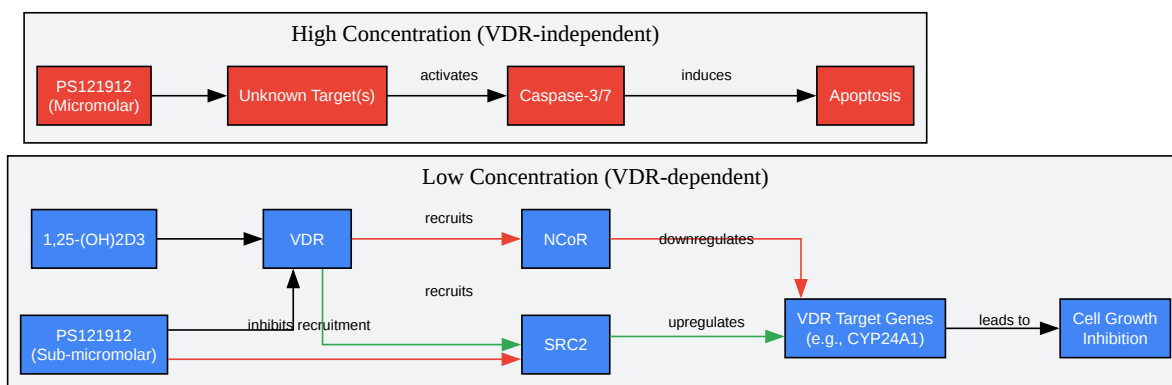 High Concentration (VDR-independent)
PS121912
(Micromolar)
Unknown Target(s)
activates
Caspase-3/7
induces
Apoptosis
Low Concentration (VDR-dependent)
1,25-(OH)2D3
VDR
recruits
NCoR
downregulates
recruits
PS121912
(Sub-micromolar)
inhibits recruitment
SRC2
upregulates
VDR Target Genes
(e.g., CYP24A1)
leads to
Cell Growth
Inhibition